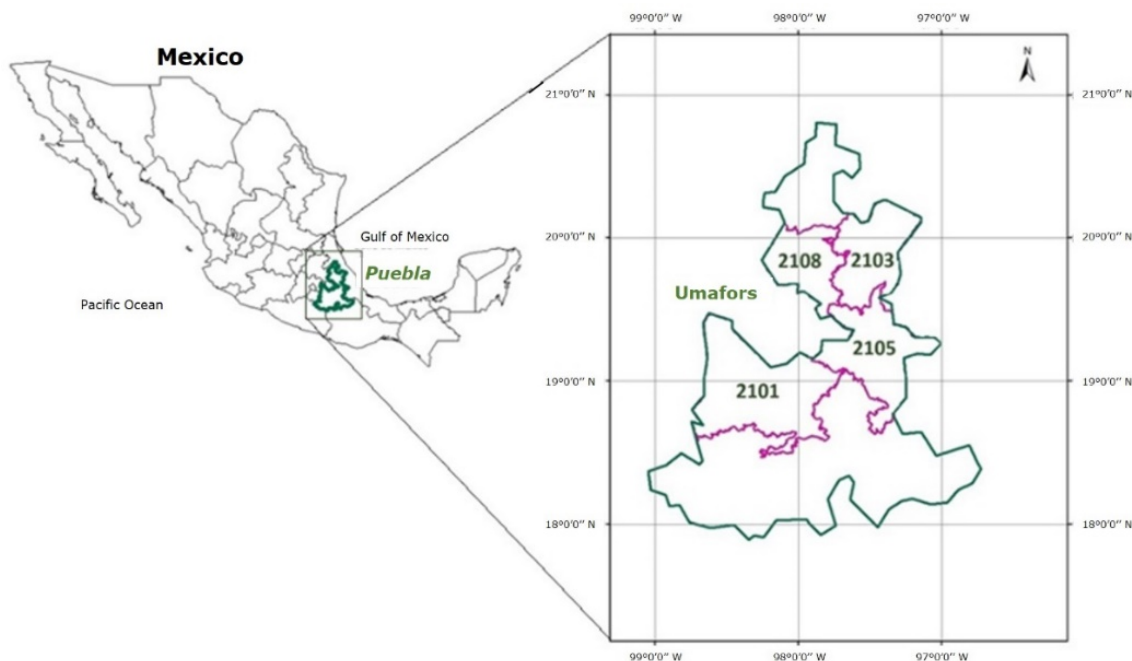 Mexico
Gulf of Mexico
Puebla
Pacific Ocean
99°0'0'' W 98°0'0'' W 97°0'0'' W
N
21°0'0'' N 21°0'0'' N
20°0'0'' N 20°0'0'' N
2108 2103
Umafors
2105
19°0'0'' N 19°0'0'' N
2101
18°0'0'' N 18°0'0'' N
99°0'0'' W 98°0'0'' W 97°0'0'' W